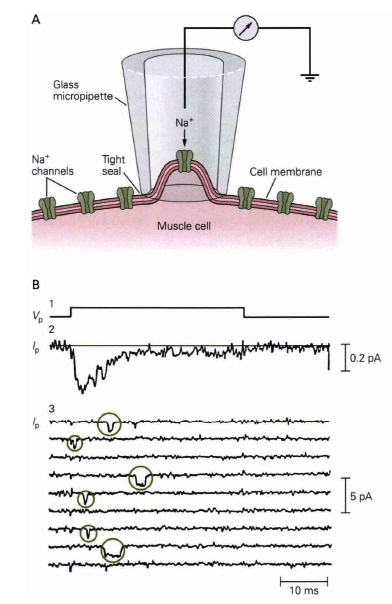 A
Glass
micropipette
Na⁺
Na⁺
channels
Tight
seal
Cell membrane
Muscle cell
B
1
Vₚ
2
Iₚ
0.2 pA
3
Iₚ
5 pA
10 ms